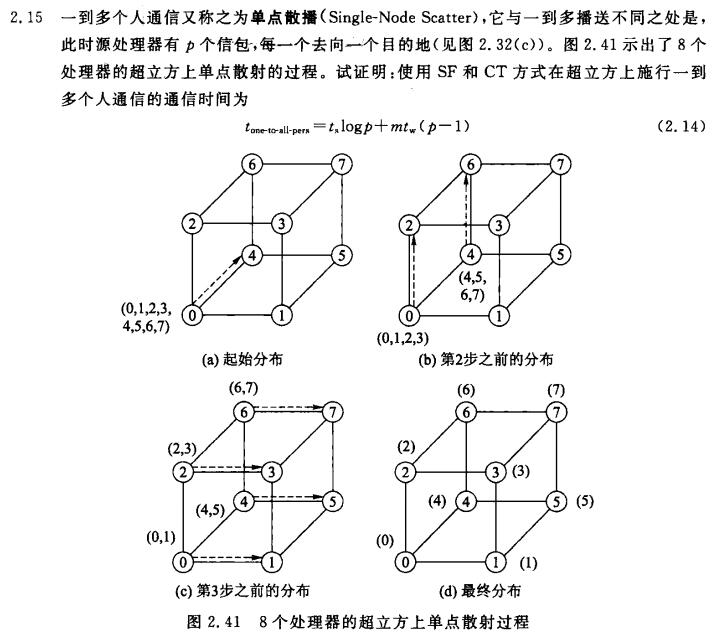 2.15 一到多个人通信又称之为单点散播(Single-Node Scatter),它与一到多播送不同之处是,
此时源处理器有 p 个信包,每一个去向一个目的地(见图 2.32(c))。图 2.41 示出了 8 个
处理器的超立方上单点散射的过程。试证明:使用 SF 和 CT 方式在超立方上施行一到
多个人通信的通信时间为
t_one-to-all-pers = t_s log p + m t_w (p − 1) (2.14)
6 7
2 3
4 5
(0,1,2,3,
4,5,6,7)
0 1
(a) 起始分布
6 7
2 3
4 5
(4,5,
6,7)
0 1
(0,1,2,3)
(b) 第2步之前的分布
(6,7)
6 7
(2,3)
2 3
(4,5) 4 5
(0,1)
0 1
(c) 第3步之前的分布
(6) (7)
6 7
(2)
2 3 (3)
(4) 4 5 (5)
(0)
0 1 (1)
(d) 最终分布
图 2.41 8 个处理器的超立方上单点散射过程